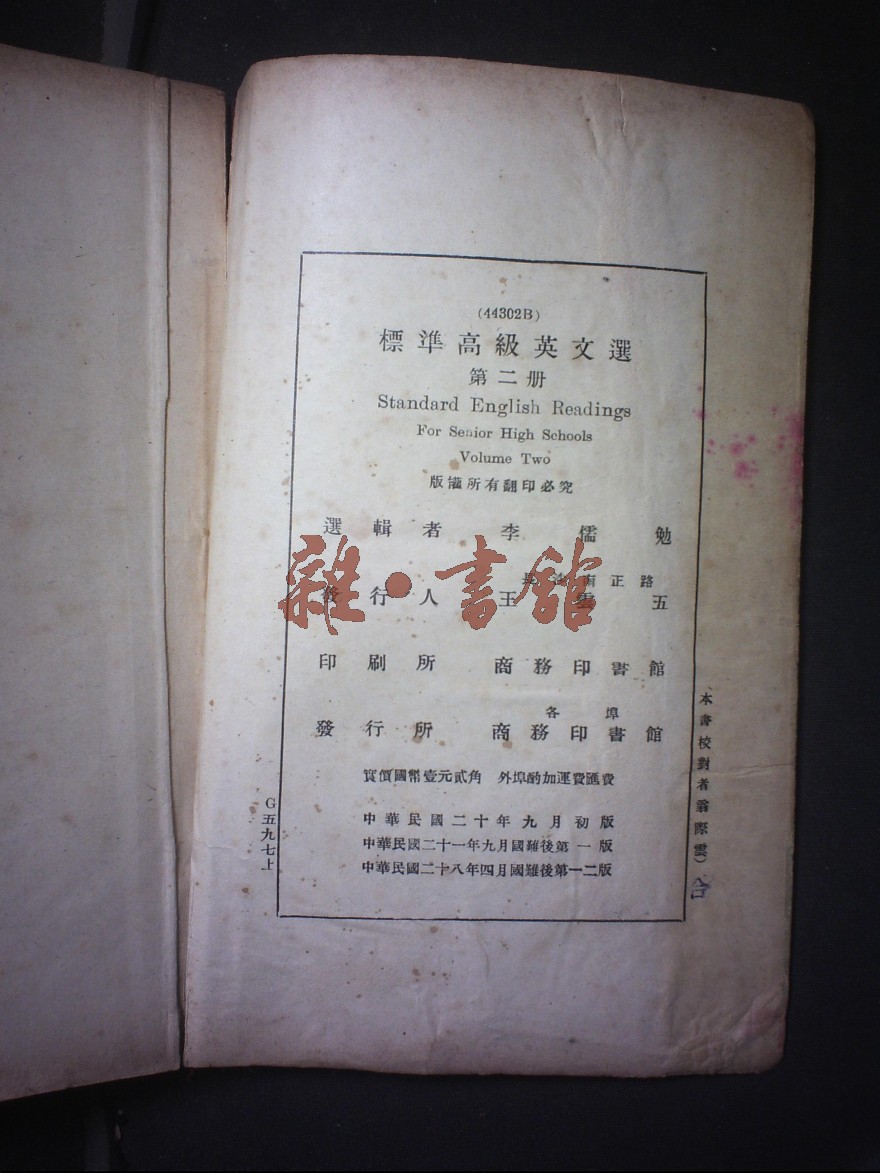 (44302B)
標準高級英文選
第二册
Standard English Readings
For Senior High Schools
Volume Two
版權所有翻印必究
選輯者 李儒勉
長沙南正路
發行人 王雲五
印刷所 商務印書館
各埠
發行所 商務印書館
實價國幣壹元貳角 外埠酌加運費匯費
中華民國二十年九月初版
中華民國二十一年九月國難後第一版
中華民國二十八年四月國難後第一二版
G五九七上
本書校對者翁際雲)
雜·書館